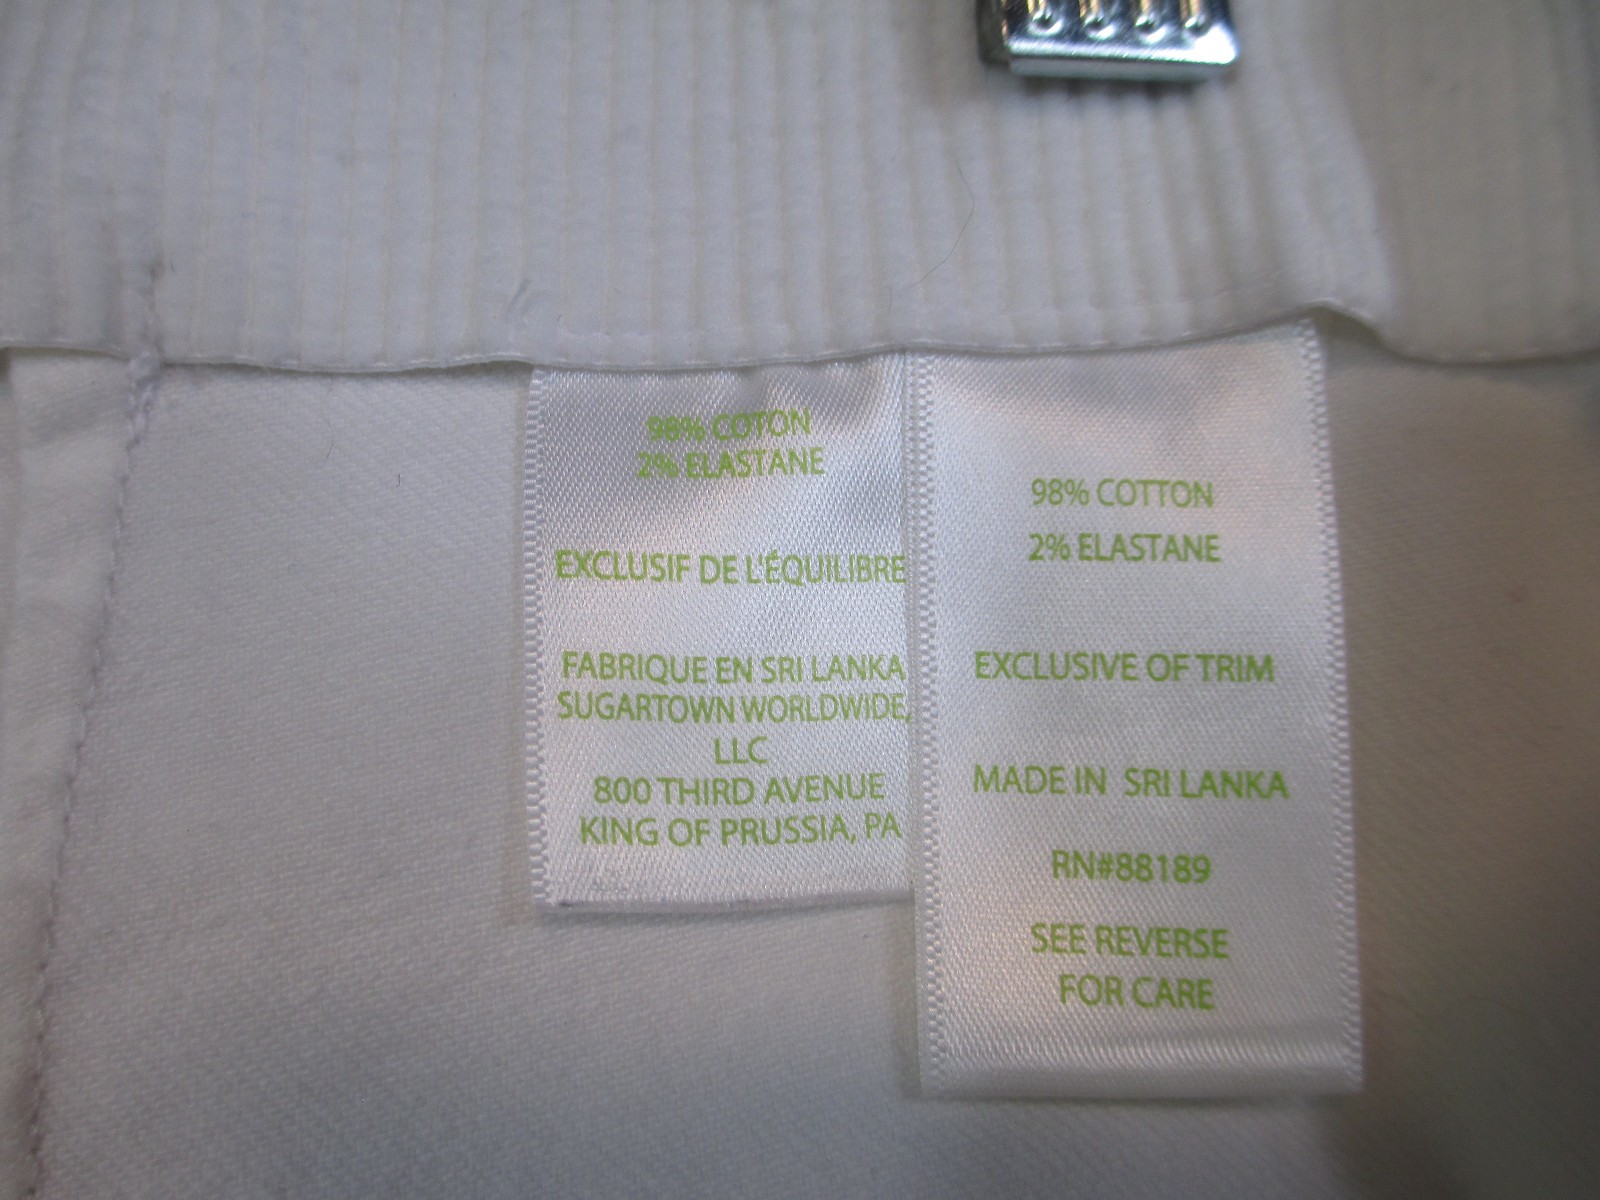 98% COTON
2% ELASTANE
EXCLUSIF DE L'ÉQUILIBRE
FABRIQUE EN SRI LANKA
SUGARTOWN WORLDWIDE,
LLC
800 THIRD AVENUE
KING OF PRUSSIA, PA
98% COTTON
2% ELASTANE
EXCLUSIVE OF TRIM
MADE IN SRI LANKA
RN#88189
SEE REVERSE
FOR CARE